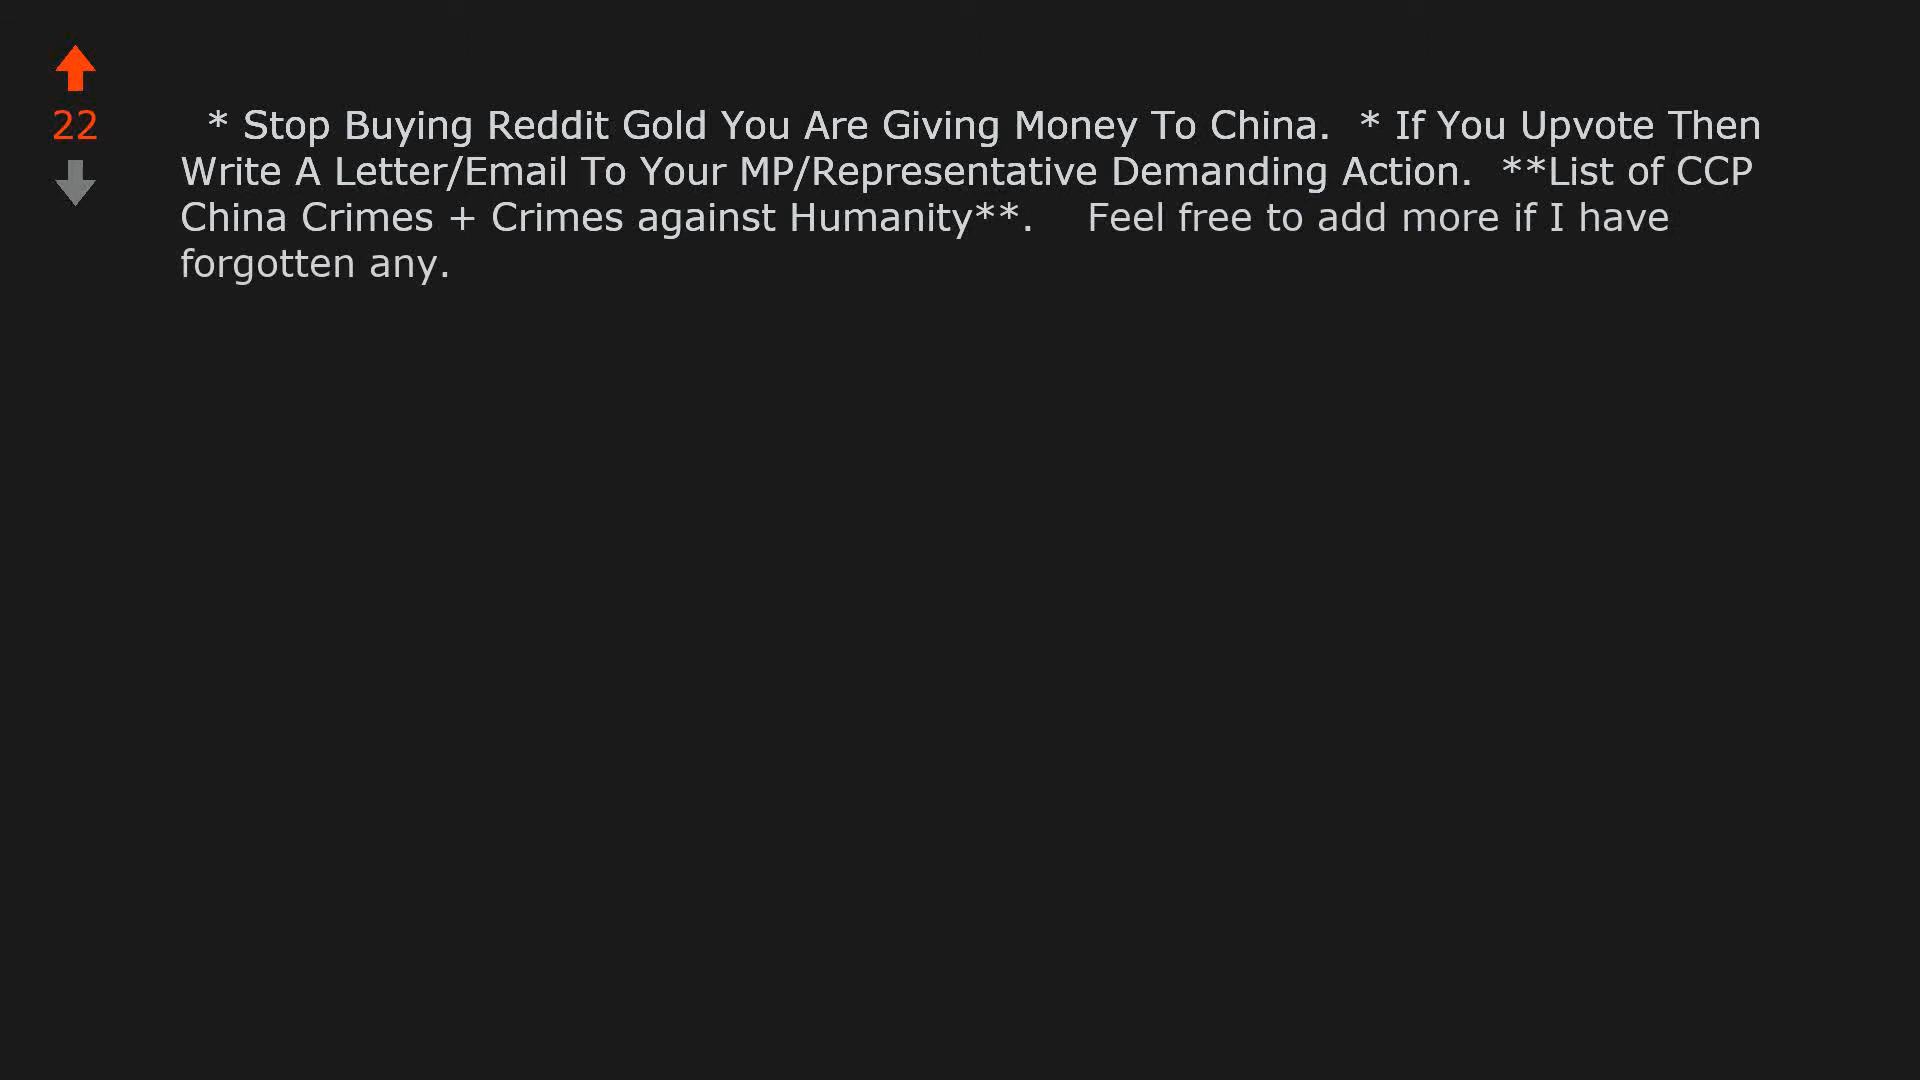 22
* Stop Buying Reddit Gold You Are Giving Money To China.  * If You Upvote Then
Write A Letter/Email To Your MP/Representative Demanding Action.  **List of CCP
China Crimes + Crimes against Humanity**.    Feel free to add more if I have
forgotten any.